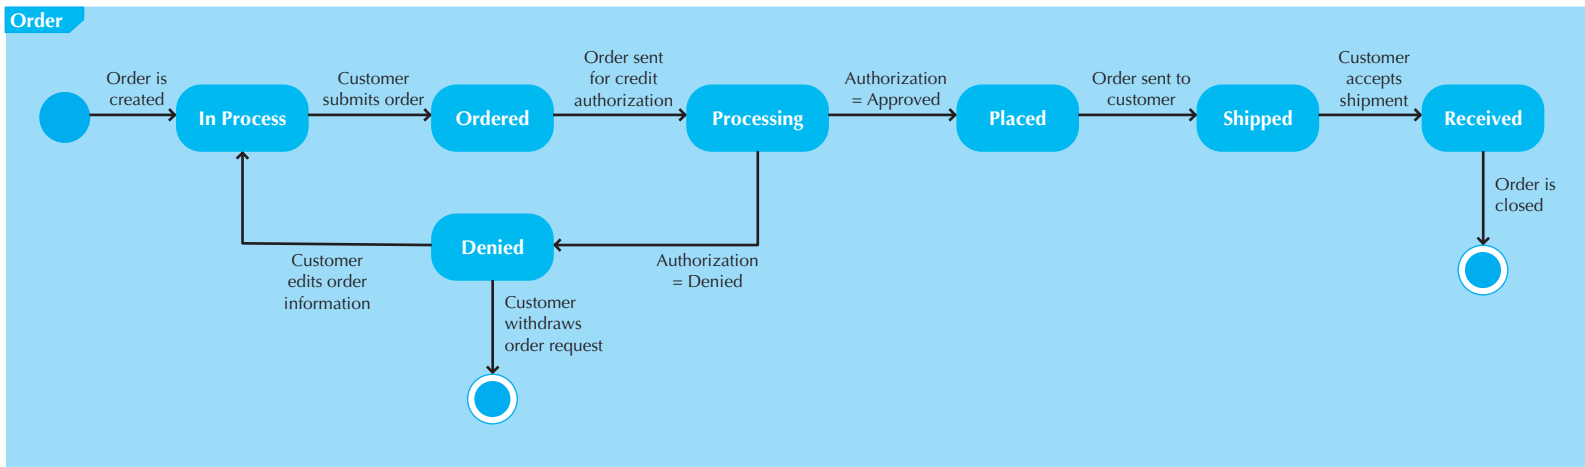 Order
Order is
created
In Process
Customer
submits order
Ordered
Order sent
for credit
authorization
Processing
Authorization
= Approved
Placed
Order sent to
customer
Shipped
Customer
accepts
shipment
Received
Order is
closed
Denied
Customer
edits order
information
Authorization
= Denied
Customer
withdraws
order request